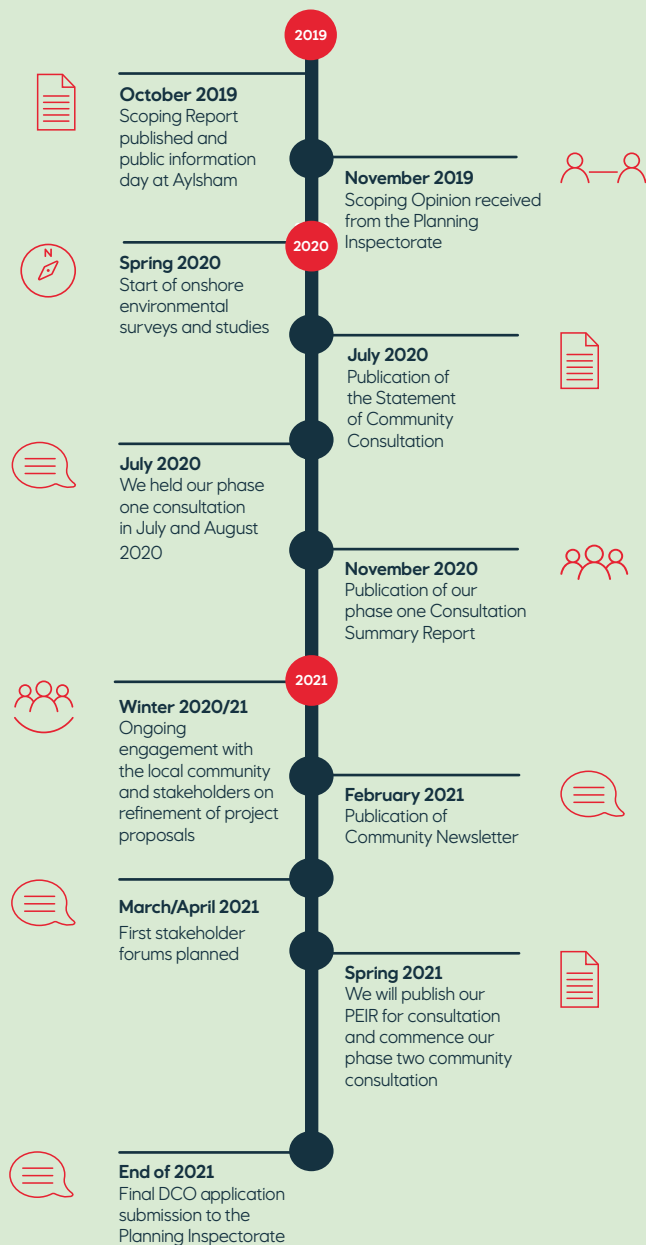 2019
October 2019
Scoping Report
published and
public information
day at Aylsham
November 2019
Scoping Opinion received
from the Planning
Inspectorate
2020
N
Spring 2020
Start of onshore
environmental
surveys and studies
July 2020
Publication of
the Statement
of Community
Consultation
July 2020
We held our phase
one consultation
in July and August
2020
November 2020
Publication of our
phase one Consultation
Summary Report
2021
Winter 2020/21
Ongoing
engagement with
the local community
and stakeholders on
refinement of project
proposals
February 2021
Publication of
Community Newsletter
March/April 2021
First stakeholder
forums planned
Spring 2021
We will publish our
PEIR for consultation
and commence our
phase two community
consultation
End of 2021
Final DCO application
submission to the
Planning Inspectorate